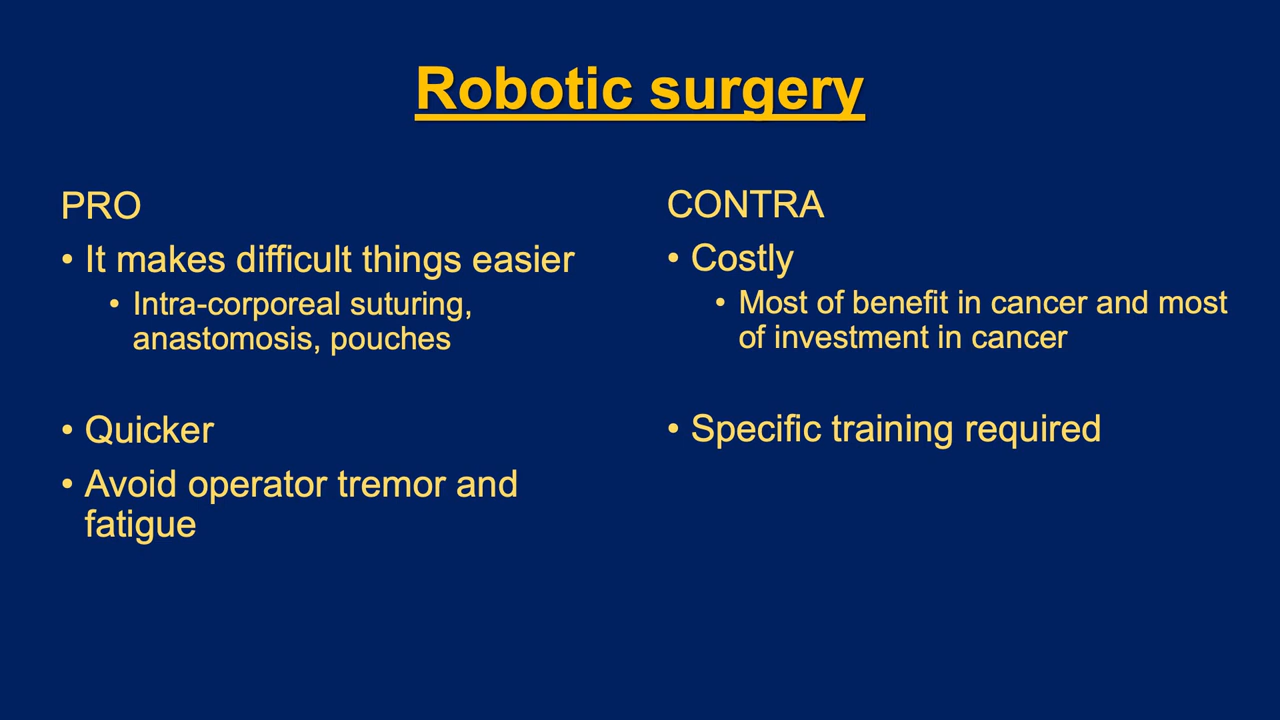 Robotic surgery
PRO
• It makes difficult things easier
• Intra-corporeal suturing,
anastomosis, pouches
• Quicker
• Avoid operator tremor and
fatigue
CONTRA
• Costly
• Most of benefit in cancer and most
of investment in cancer
• Specific training required